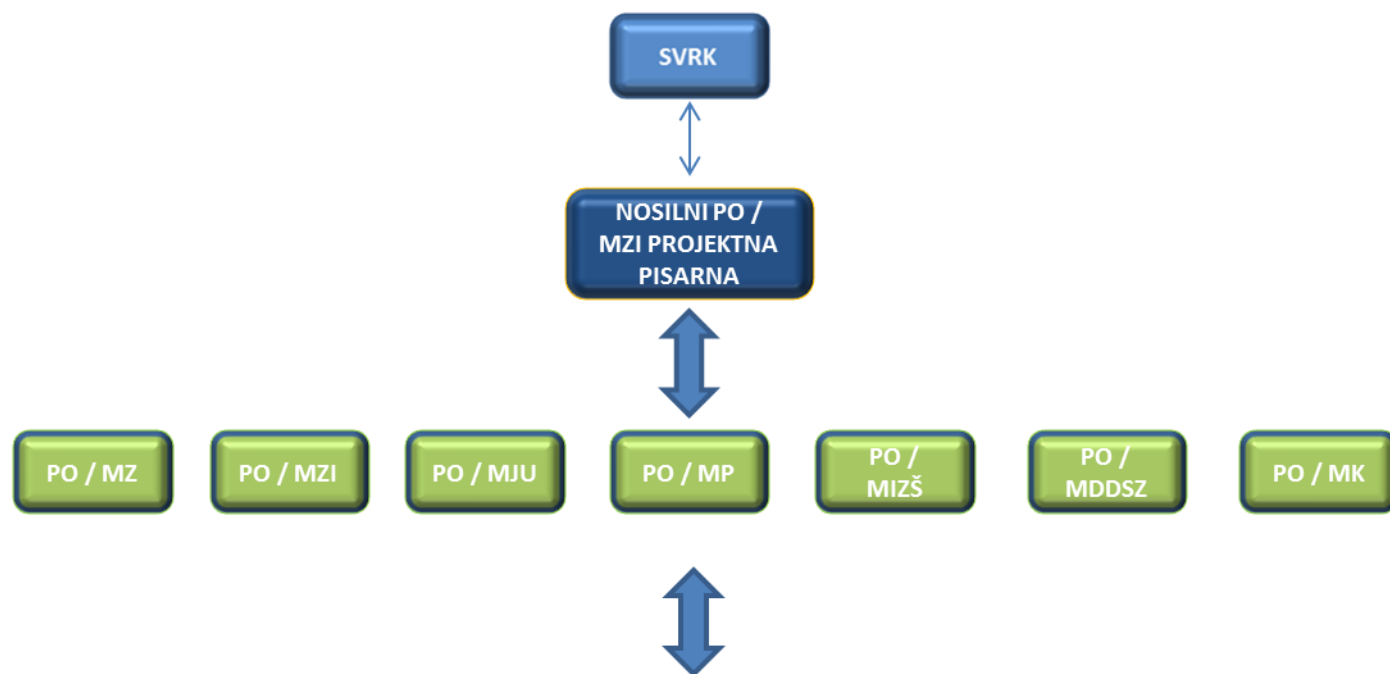 SVRK
NOSILNI PO /
MZI PROJEKTNA
PISARNA
PO / MZ
PO / MZI
PO / MJU
PO / MP
PO /
MIZŠ
PO /
MDDSZ
PO / MK